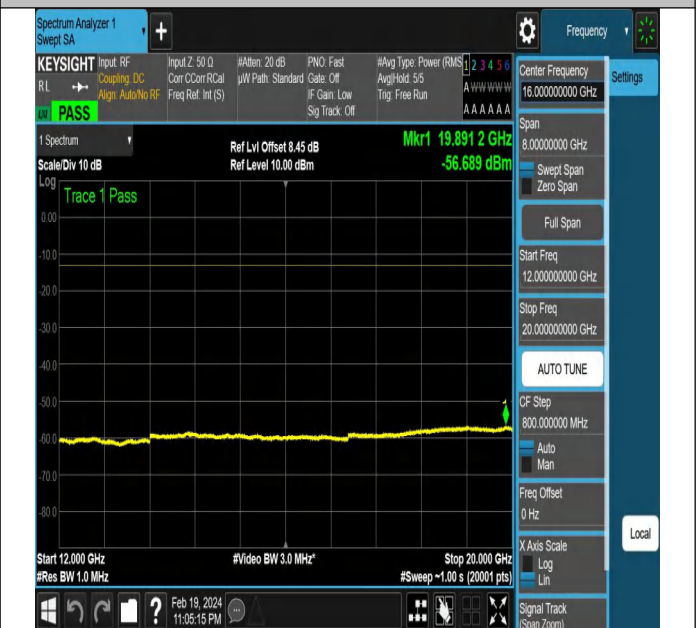 Spectrum Analyzer 1
Swept SA
Frequency
KEYSIGHT Input: RF Input Z: 50 Ω #Atten: 20 dB PNO: Fast #Avg Type: Power (RMS 1 2 3 4 5 6
RL Coupling: DC Corr CCorr RCal µW Path: Standard Gate: Off Avg|Hold: 5/5 A W W W W W
Align: Auto/No RF Freq Ref: Int (S) IF Gain: Low Trig: Free Run
Sig Track: Off A A A A A A
PASS
1 Spectrum
Scale/Div 10 dB
Ref Lvl Offset 8.45 dB
Ref Level 10.00 dBm
Mkr1 19.891 2 GHz
-56.689 dBm
Log
Trace 1 Pass
0.00
-10.0
-20.0
-30.0
-40.0
-50.0
-60.0
-70.0
-80.0
1
Start 12.000 GHz #Video BW 3.0 MHz* Stop 20.000 GHz
#Res BW 1.0 MHz #Sweep ~1.00 s (20001 pts)
Feb 19, 2024
11:05:15 PM
?
Center Frequency
16.000000000 GHz
Settings
Span
8.00000000 GHz
Swept Span
Zero Span
Full Span
Start Freq
12.000000000 GHz
Stop Freq
20.000000000 GHz
AUTO TUNE
CF Step
800.000000 MHz
Auto
Man
Freq Offset
0 Hz
X Axis Scale
Log
Lin
Local
Signal Track
(Span Zoom)